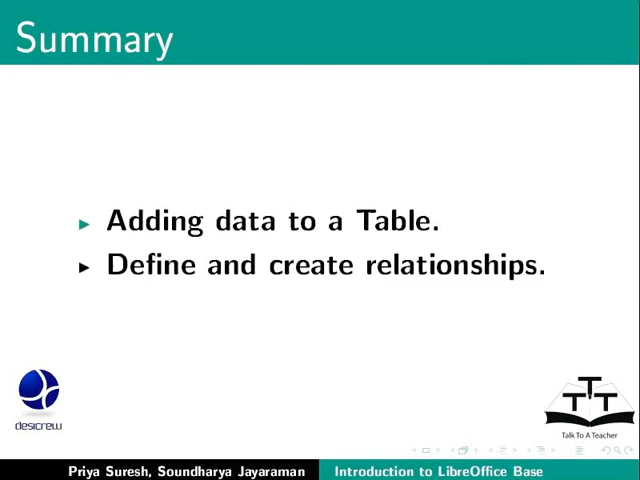 Summary
Adding data to a Table.
Define and create relationships.
desicrew
T T T
Talk To A Teacher
Priya Suresh, Soundharya Jayaraman
Introduction to LibreOffice Base